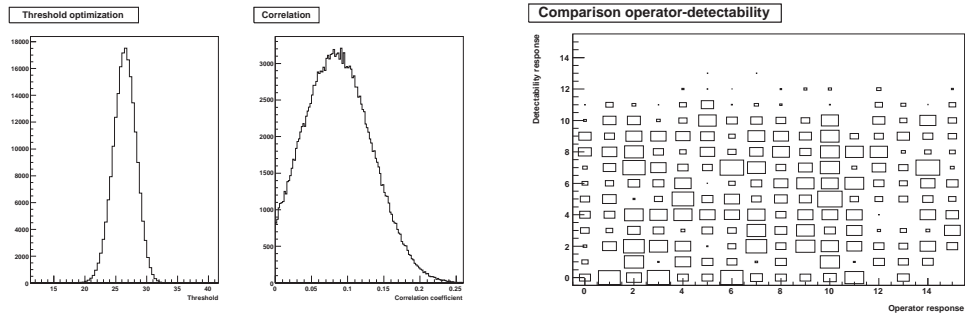 Threshold optimization
18000
16000
14000
12000
10000
8000
6000
4000
2000
0
15 20 25 30 35 40
Threshold
Correlation
3000
2500
2000
1500
1000
500
0
0 0.05 0.1 0.15 0.2 0.25
Correlation coefficient
Comparison operator-detectability
Detectability response
14
12
10
8
6
4
2
0
0 2 4 6 8 10 12 14
Operator response